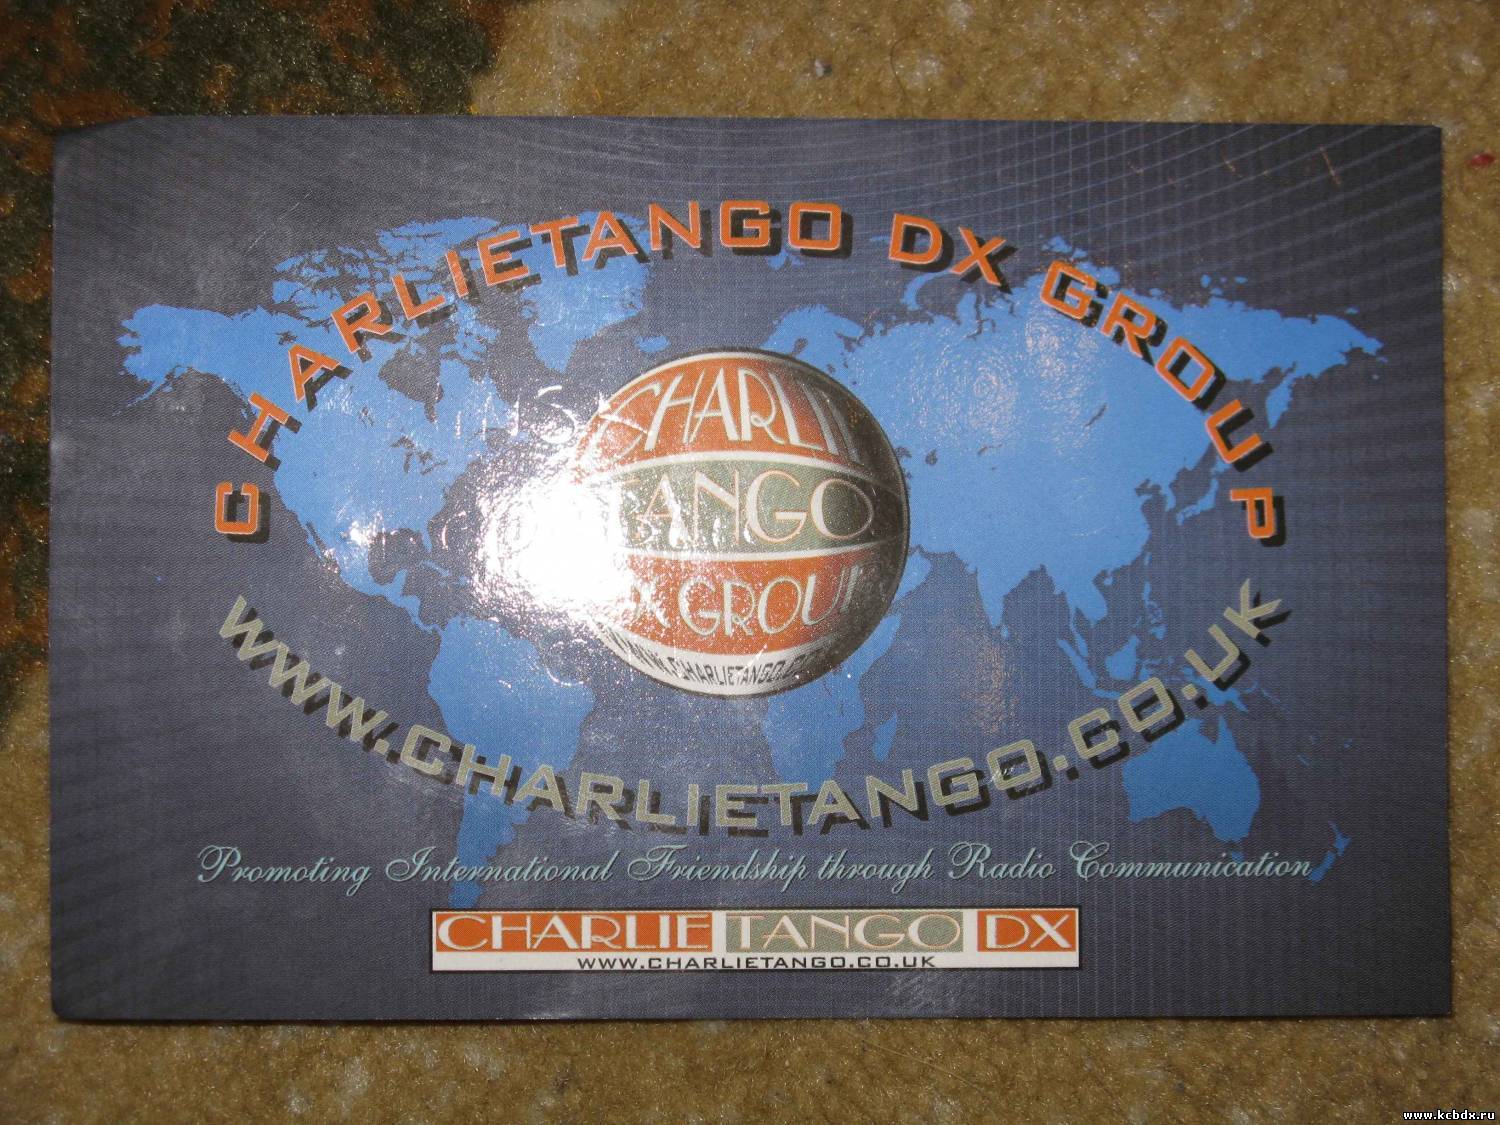 CHARLIETANGO DX GROUP
CHARLIE
TANGO
DX GROUP
WWW.CHARLIETANGO.CO.UK
Promoting International Friendship through Radio Communication
CHARLIE TANGO DX
WWW.CHARLIETANGO.CO.UK
www.kcbdx.ru